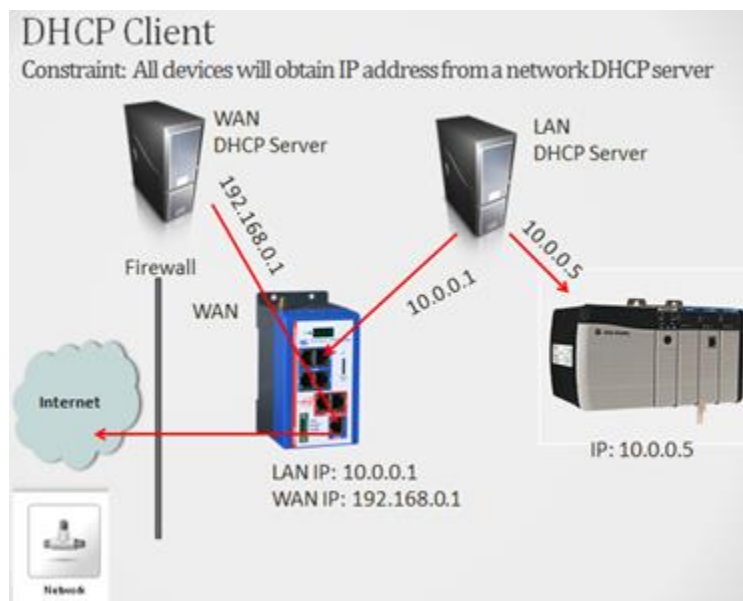 DHCP Client
Constraint: All devices will obtain IP address from a network DHCP server
WAN
DHCP Server
LAN
DHCP Server
192.168.0.1
10.0.0.1
10.0.0.5
Firewall
WAN
Internet
IP: 10.0.0.5
LAN IP: 10.0.0.1
WAN IP: 192.168.0.1
Network